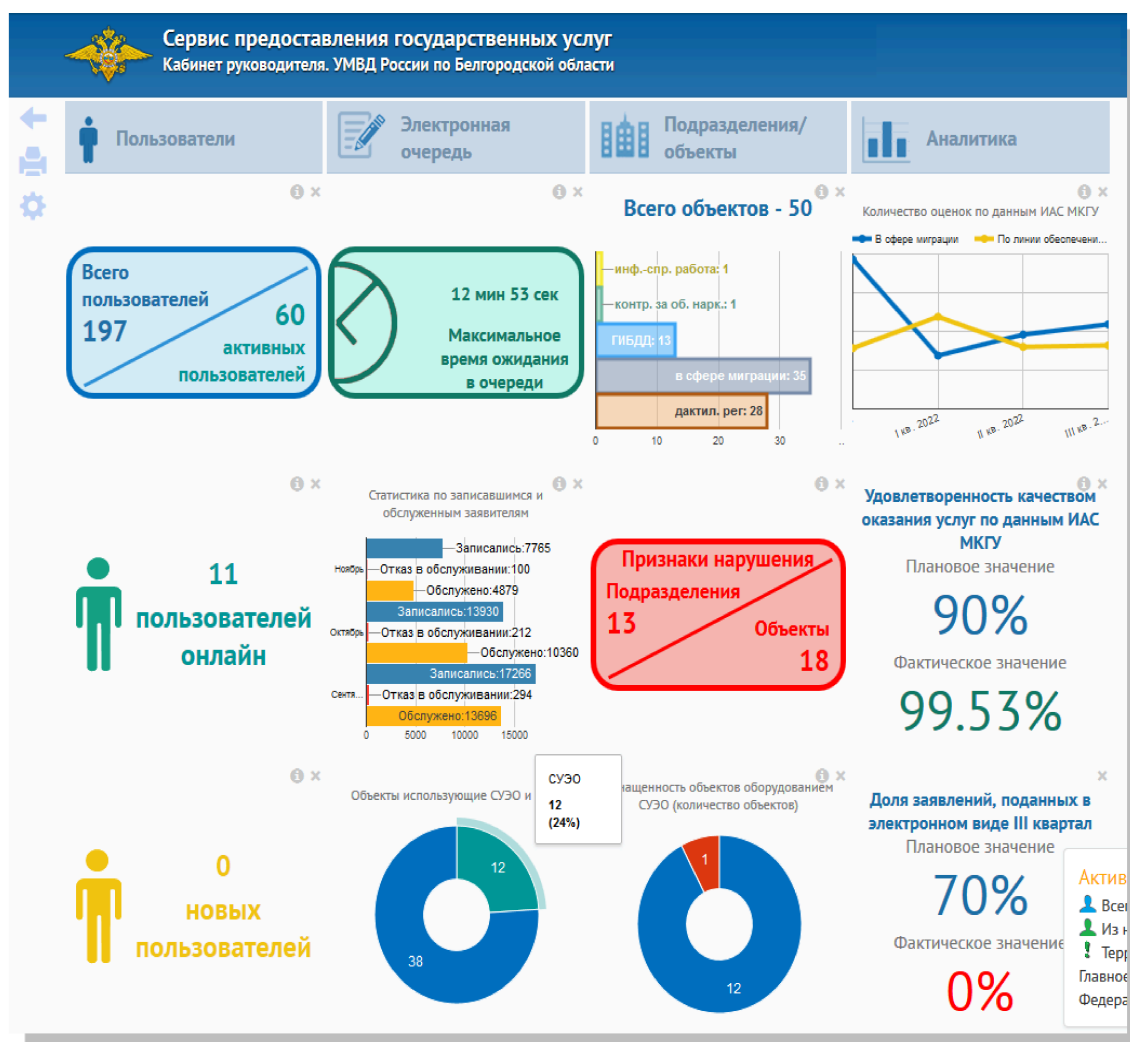 Сервис предоставления государственных услуг
Кабинет руководителя. УМВД России по Белгородской области
Пользователи
Электронная
очередь
Подразделения/
объекты
Аналитика
Всего
пользователей
197
60
активных
пользователей
12 мин 53 сек
Максимальное
время ожидания
в очереди
Всего объектов - 50
инф.-спр. работа: 1
контр. за об. нарк.: 1
ГИБДД: 13
в сфере миграции: 35
дактил. рег: 28
0 10 20 30 ..
Количество оценок по данным ИАС МКГУ
В сфере миграции По линии обеспечени...
I кв. 2022 II кв. 2022 III кв. 2...
11
пользователей
онлайн
Статистика по записавшимся и
обслуженным заявителям
Записались:7765
Ноябрь Отказ в обслуживании:100
Обслужено:4879
Записались:13930
Октябрь Отказ в обслуживании:212
Обслужено:10360
Записались:17266
Сентя... Отказ в обслуживании:294
Обслужено:13696
0 5000 10000 15000
Признаки нарушения
Подразделения
13
Объекты
18
Удовлетворенность качеством
оказания услуг по данным ИАС
МКГУ
Плановое значение
90%
Фактическое значение
99.53%
0
новых
пользователей
Объекты использующие СУЭО и
СУЭО
12
(24%)
12
38
нащенность объектов оборудованием
СУЭО (количество объектов)
1
12
Доля заявлений, поданных в
электронном виде III квартал
Плановое значение
70%
Фактическое значение
0%
Актив
Всег
Из н
Терр
Главное
Федера